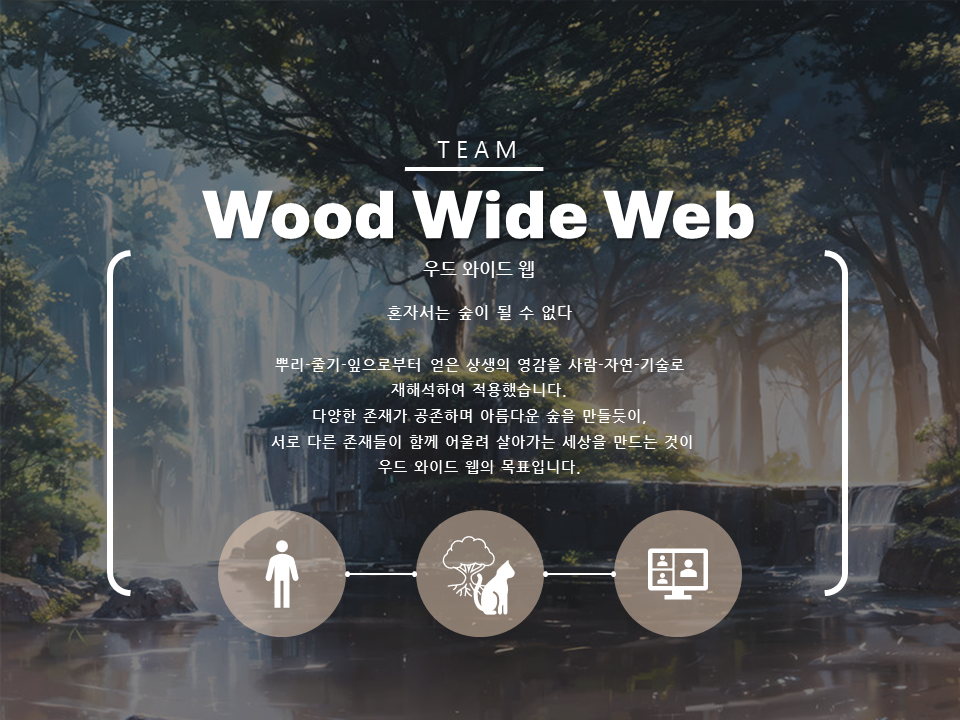 TEAM
Wood Wide Web
우드 와이드 웹
혼자서는 숲이 될 수 없다
뿌리-줄기-잎으로부터 얻은 상생의 영감을 사람-자연-기술로
재해석하여 적용했습니다.
다양한 존재가 공존하며 아름다운 숲을 만들듯이,
서로 다른 존재들이 함께 어울려 살아가는 세상을 만드는 것이
우드 와이드 웹의 목표입니다.